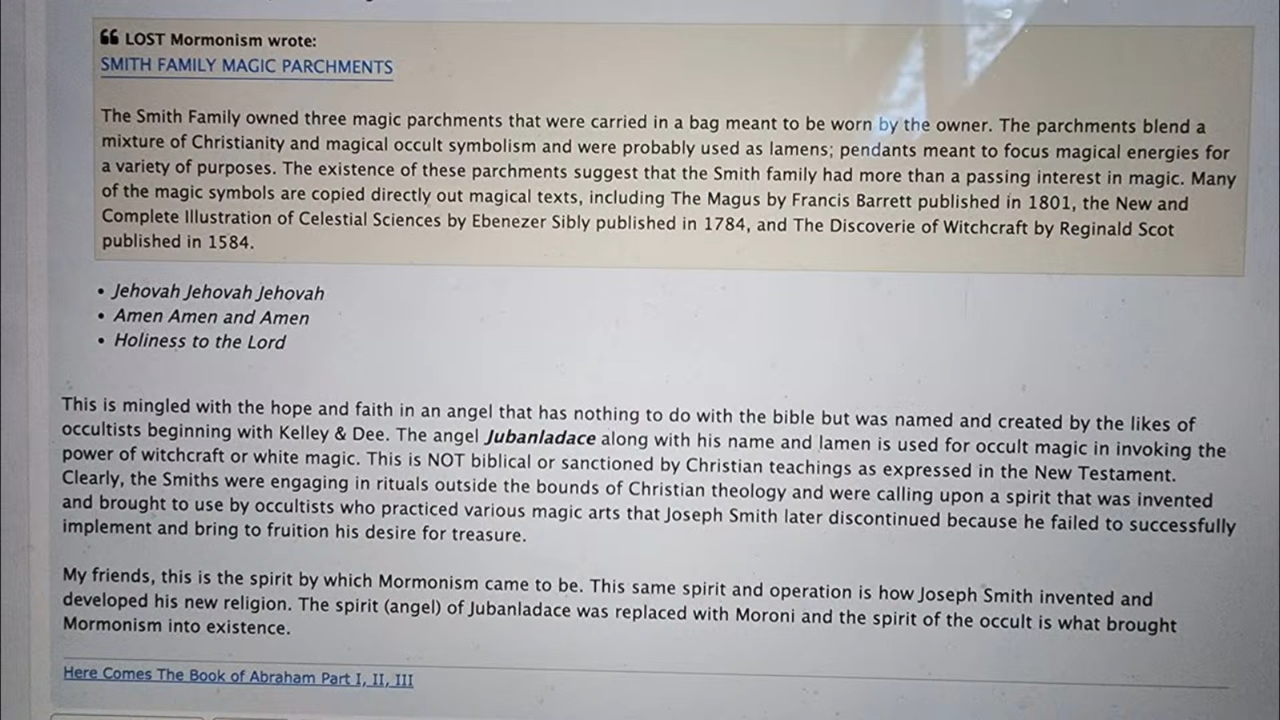 ❝ LOST Mormonism wrote:
SMITH FAMILY MAGIC PARCHMENTS
The Smith Family owned three magic parchments that were carried in a bag meant to be worn by the owner. The parchments blend a
mixture of Christianity and magical occult symbolism and were probably used as lamens; pendants meant to focus magical energies for
a variety of purposes. The existence of these parchments suggest that the Smith family had more than a passing interest in magic. Many
of the magic symbols are copied directly out magical texts, including The Magus by Francis Barrett published in 1801, the New and
Complete Illustration of Celestial Sciences by Ebenezer Sibly published in 1784, and The Discoverie of Witchcraft by Reginald Scot
published in 1584.
• Jehovah Jehovah Jehovah
• Amen Amen and Amen
• Holiness to the Lord
This is mingled with the hope and faith in an angel that has nothing to do with the bible but was named and created by the likes of
occultists beginning with Kelley & Dee. The angel Jubanladace along with his name and lamen is used for occult magic in invoking the
power of witchcraft or white magic. This is NOT biblical or sanctioned by Christian teachings as expressed in the New Testament.
Clearly, the Smiths were engaging in rituals outside the bounds of Christian theology and were calling upon a spirit that was invented
and brought to use by occultists who practiced various magic arts that Joseph Smith later discontinued because he failed to successfully
implement and bring to fruition his desire for treasure.
My friends, this is the spirit by which Mormonism came to be. This same spirit and operation is how Joseph Smith invented and
developed his new religion. The spirit (angel) of Jubanladace was replaced with Moroni and the spirit of the occult is what brought
Mormonism into existence.
Here Comes The Book of Abraham Part I, II, III